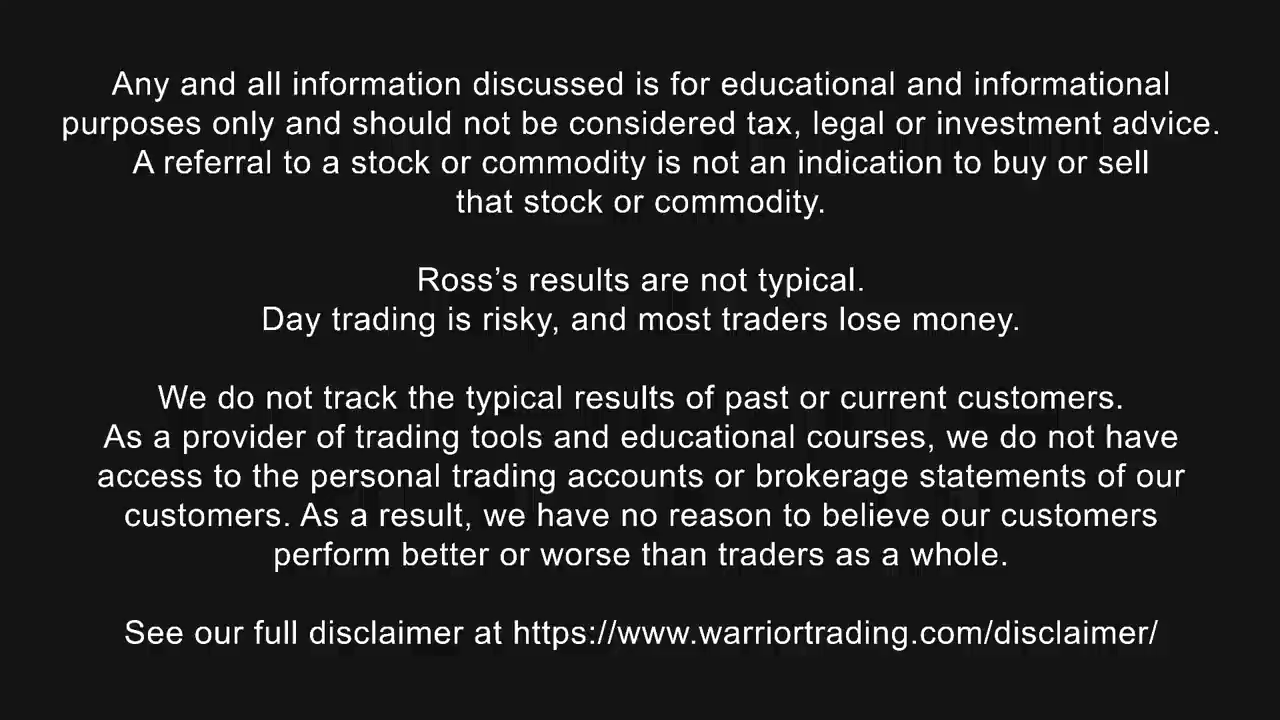 Any and all information discussed is for educational and informational
purposes only and should not be considered tax, legal or investment advice.
A referral to a stock or commodity is not an indication to buy or sell
that stock or commodity.
Ross’s results are not typical.
Day trading is risky, and most traders lose money.
We do not track the typical results of past or current customers.
As a provider of trading tools and educational courses, we do not have
access to the personal trading accounts or brokerage statements of our
customers. As a result, we have no reason to believe our customers
perform better or worse than traders as a whole.
See our full disclaimer at https://www.warriortrading.com/disclaimer/